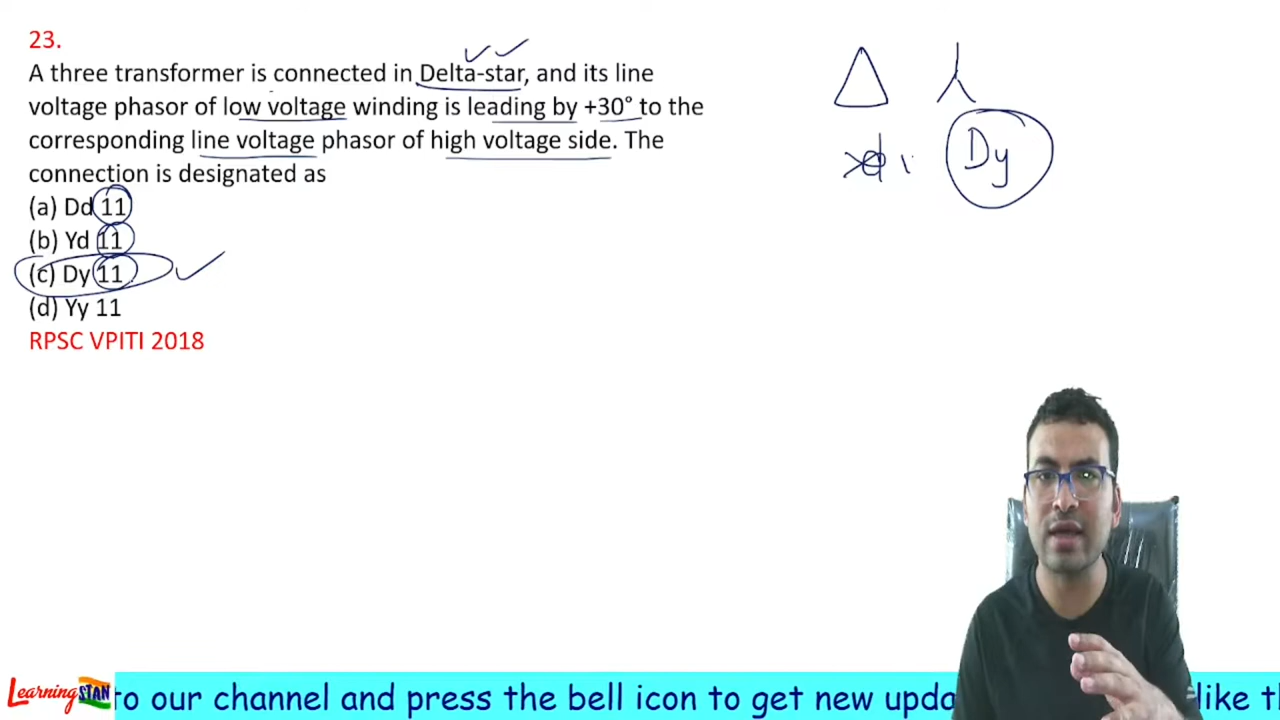 23.
A three transformer is connected in Delta-star, and its line
voltage phasor of low voltage winding is leading by +30° to the
corresponding line voltage phasor of high voltage side. The
connection is designated as
(a) Dd 11
(b) Yd 11
(c) Dy 11
(d) Yy 11
RPSC VPITI 2018
Δ
Dy
LearningSTAN
to our channel and press the bell icon to get new upda
like th